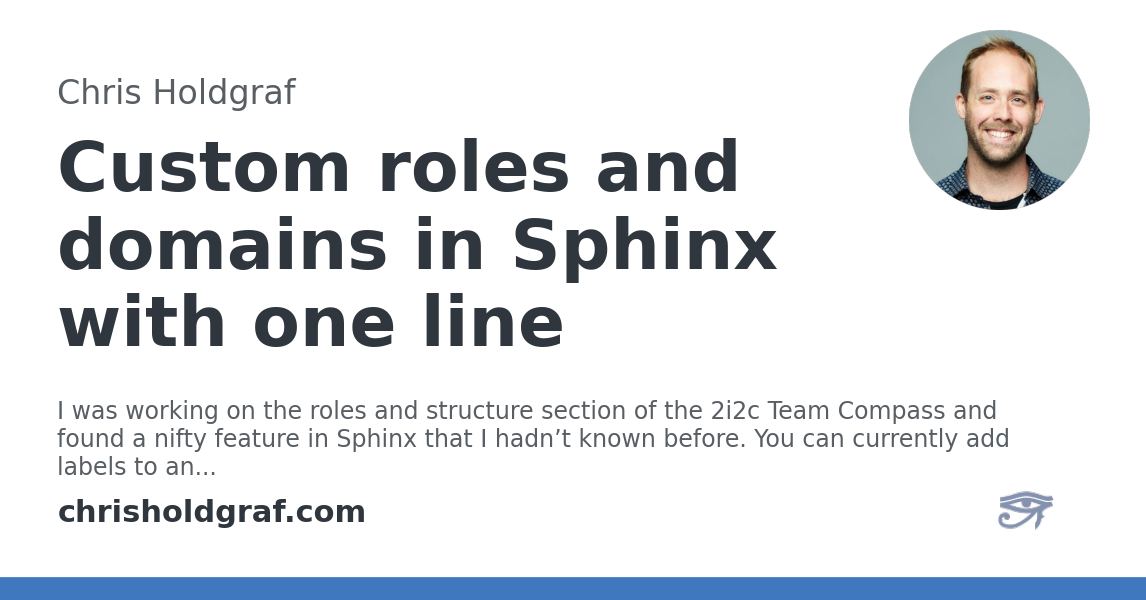 Chris Holdgraf
Custom roles and
domains in Sphinx
with one line
I was working on the roles and structure section of the 2i2c Team Compass and
found a nifty feature in Sphinx that I hadn’t known before. You can currently add
labels to an...
chrisholdgraf.com